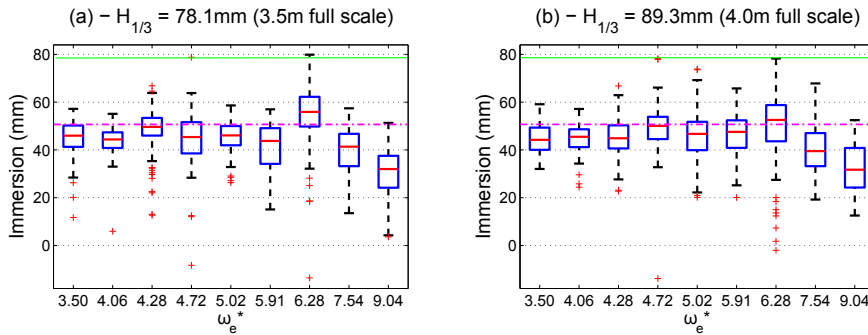 (a) − H1/3 = 78.1mm (3.5m full scale)
80
60
40
20
0
Immersion (mm)
3.50 4.06 4.28 4.72 5.02 5.91 6.28 7.54 9.04
ωe*
(b) − H1/3 = 89.3mm (4.0m full scale)
80
60
40
20
0
Immersion (mm)
3.50 4.06 4.28 4.72 5.02 5.91 6.28 7.54 9.04
ωe*